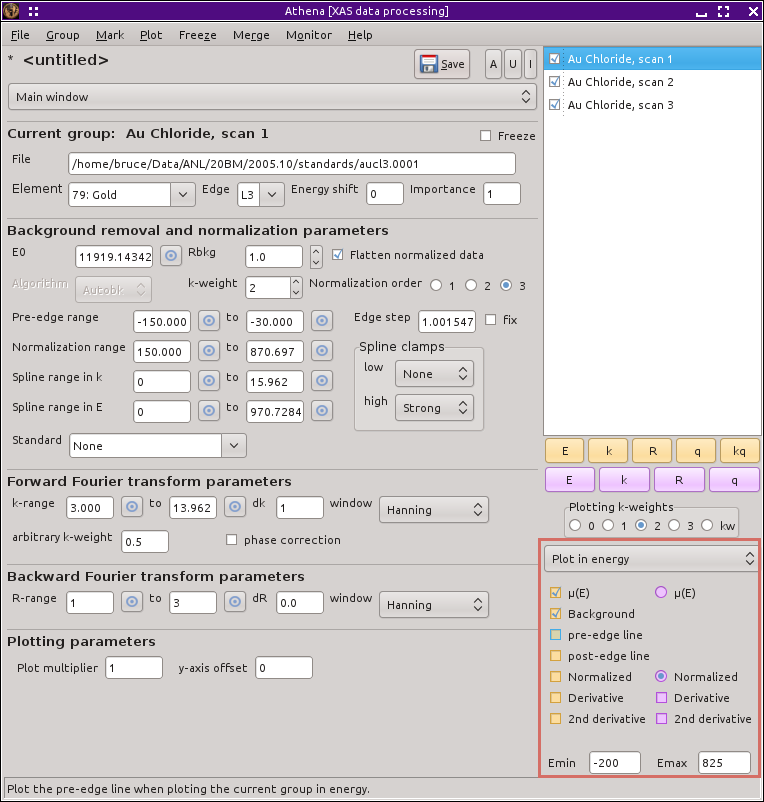 Athena [XAS data processing]
File Group Mark Plot Freeze Merge Monitor Help
* <untitled> Save A U I
Main window
Current group: Au Chloride, scan 1 Freeze
File /home/bruce/Data/ANL/20BM/2005.10/standards/aucl3.0001
Element 79: Gold Edge L3 Energy shift 0 Importance 1
Background removal and normalization parameters
E0 11919.14342 Rbkg 1.0 Flatten normalized data
Algorithm Autobk k-weight 2 Normalization order 1 2 3
Pre-edge range -150.000 to -30.000 Edge step 1.001547 fix
Normalization range 150.000 to 870.697 Spline clamps
Spline range in k 0 to 15.962 low None
Spline range in E 0 to 970.7284 high Strong
Standard None
Forward Fourier transform parameters
k-range 3.000 to 13.962 dk 1 window Hanning
arbitrary k-weight 0.5 phase correction
Backward Fourier transform parameters
R-range 1 to 3 dR 0.0 window Hanning
Plotting parameters
Plot multiplier 1 y-axis offset 0
Au Chloride, scan 1
Au Chloride, scan 2
Au Chloride, scan 3
E k R q kq
E k R q
Plotting k-weights
0 1 2 3 kw
Plot in energy
μ(E) μ(E)
Background
pre-edge line
post-edge line
Normalized Normalized
Derivative Derivative
2nd derivative 2nd derivative
Emin -200 Emax 825
Plot the pre-edge line when ploting the current group in energy.